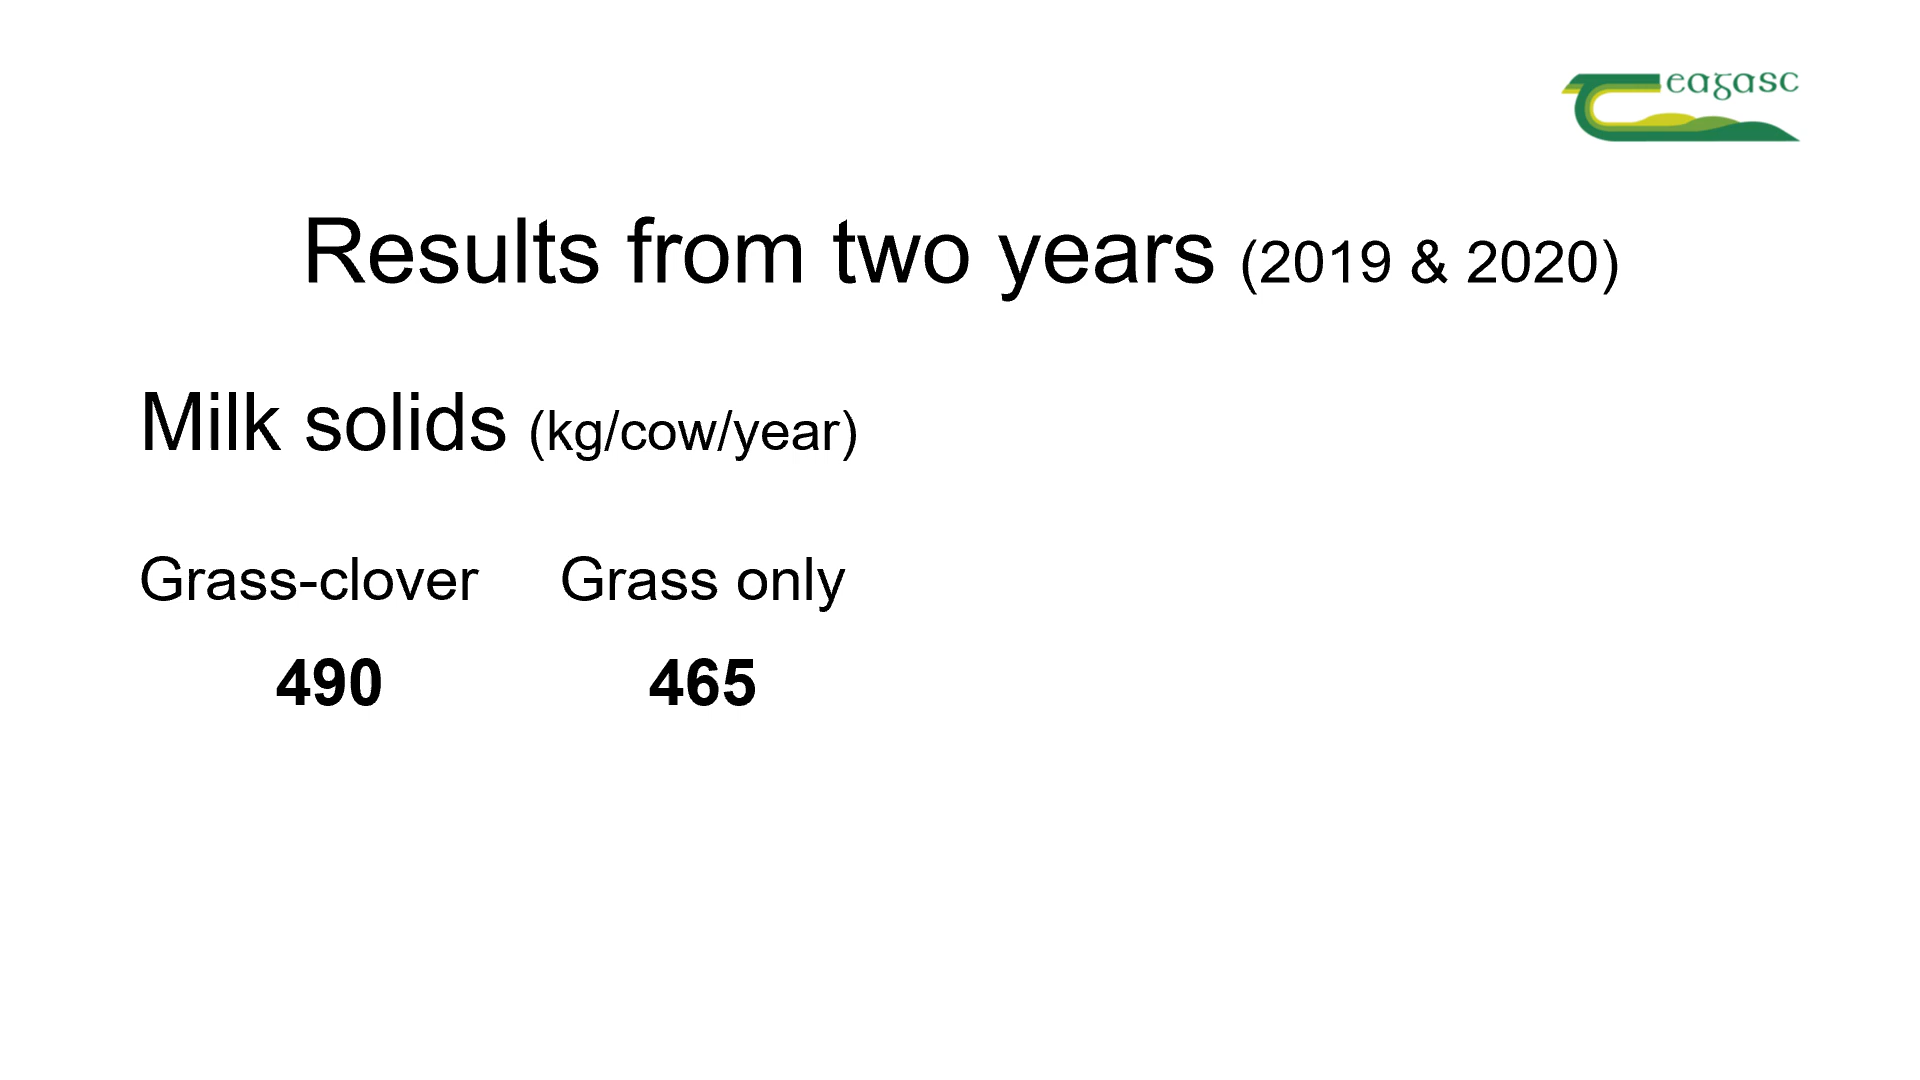 Teagasc
Results from two years (2019 & 2020)
Milk solids (kg/cow/year)
Grass-clover Grass only
490 465